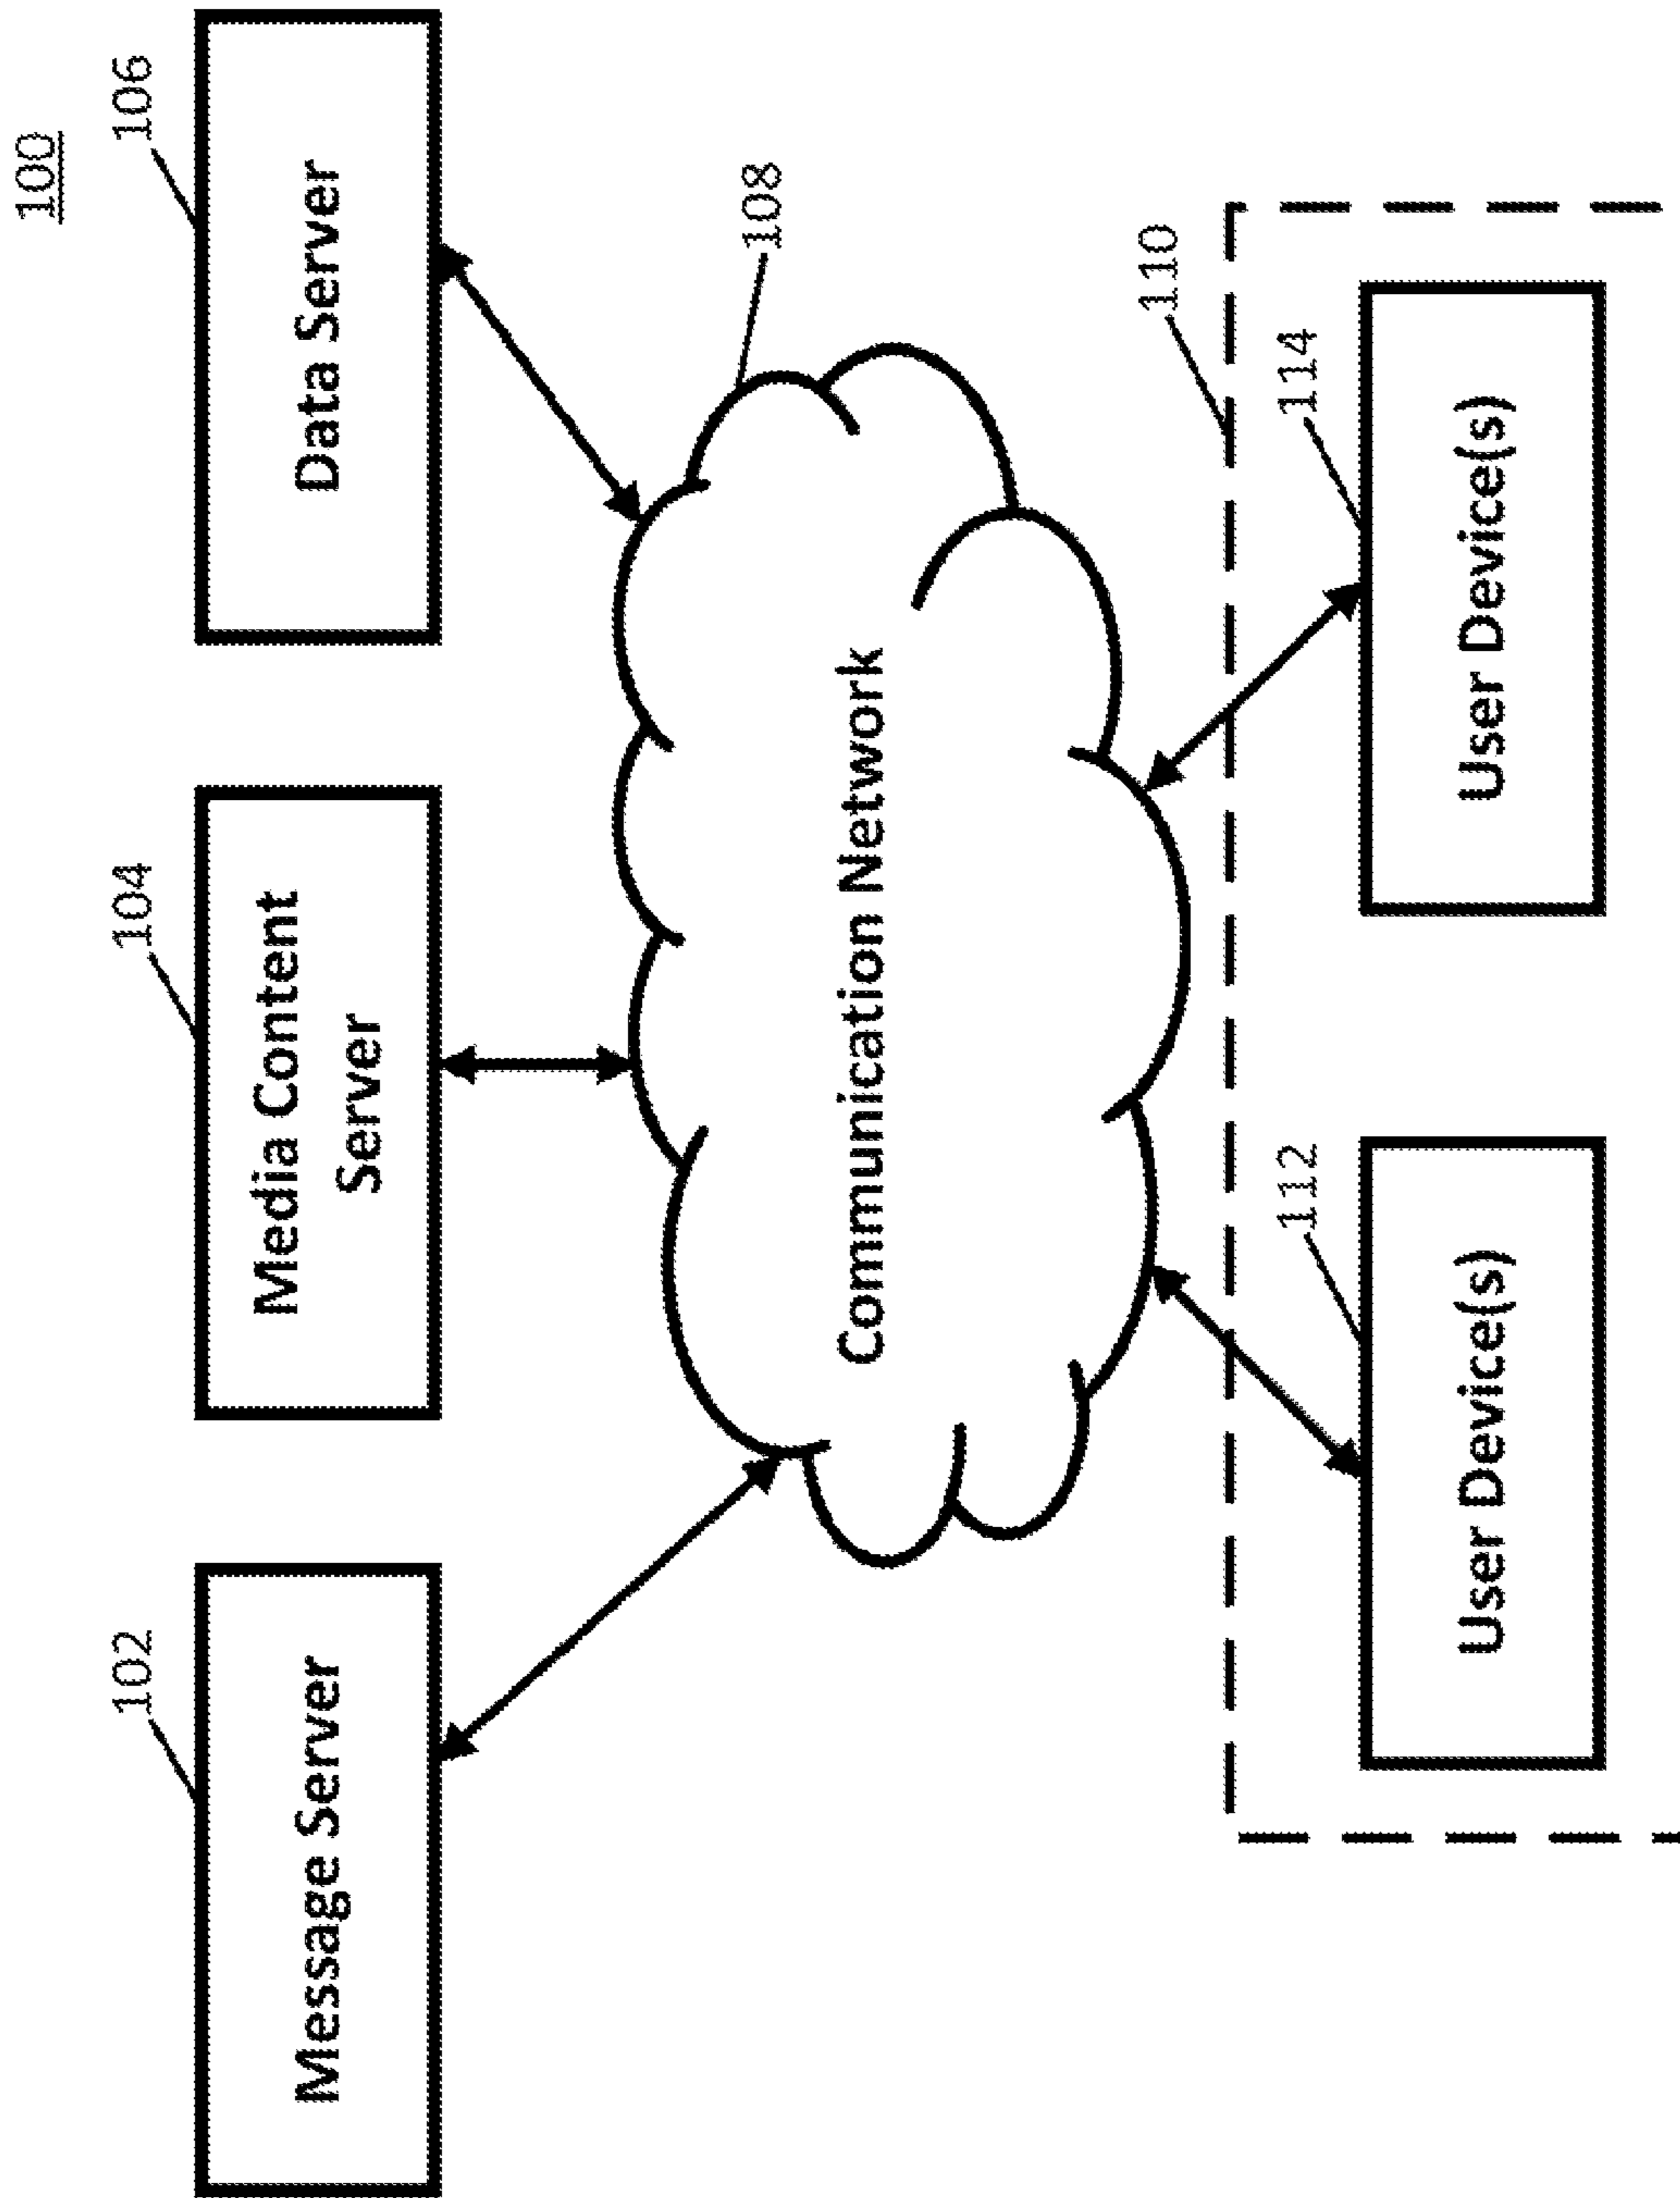 100
102
104
106
Message Server
Media Content
Server
Data Server
108
Communication Network
110
112
114
User Device(s)
User Device(s)